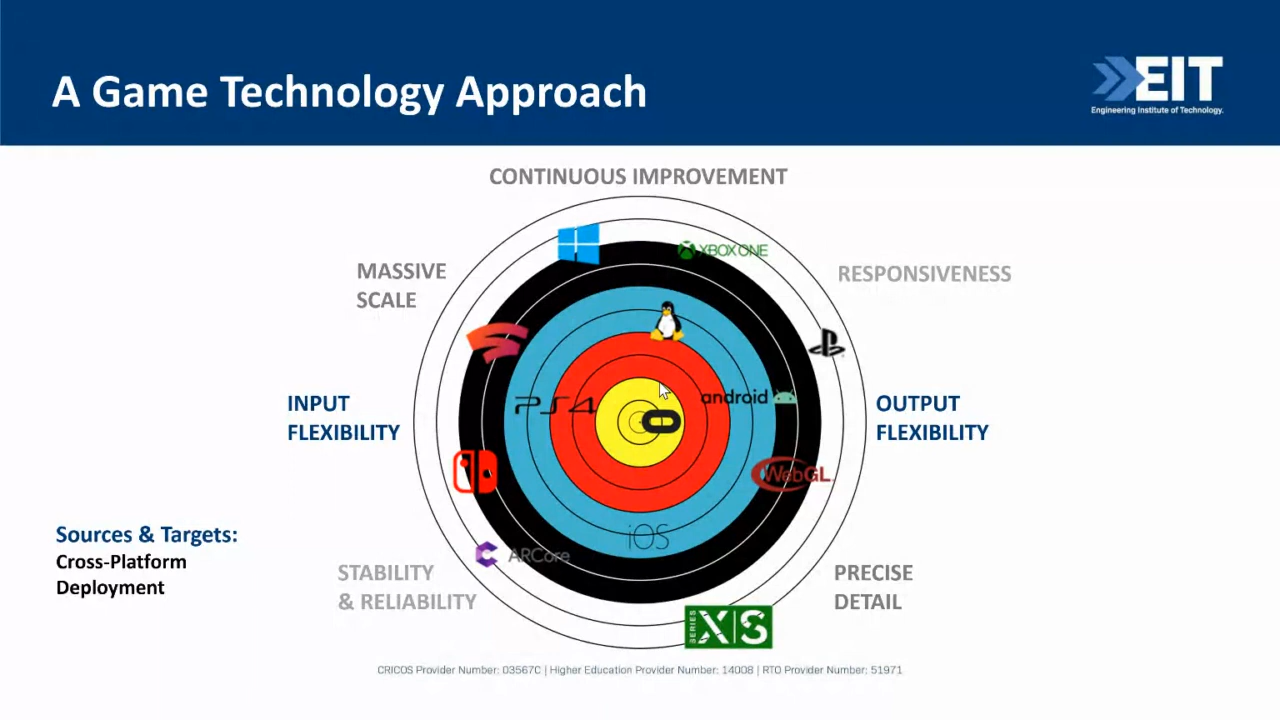 A Game Technology Approach
EIT
Engineering Institute of Technology.
CONTINUOUS IMPROVEMENT
XBOX ONE
MASSIVE
SCALE
RESPONSIVENESS
PS4
android
INPUT
FLEXIBILITY
OUTPUT
FLEXIBILITY
WebGL
Sources & Targets:
Cross-Platform
Deployment
iOS
ARCore
STABILITY
& RELIABILITY
PRECISE
DETAIL
SERIES X|S
CRICOS Provider Number: 03567C | Higher Education Provider Number: 14008 | RTO Provider Number: 51971